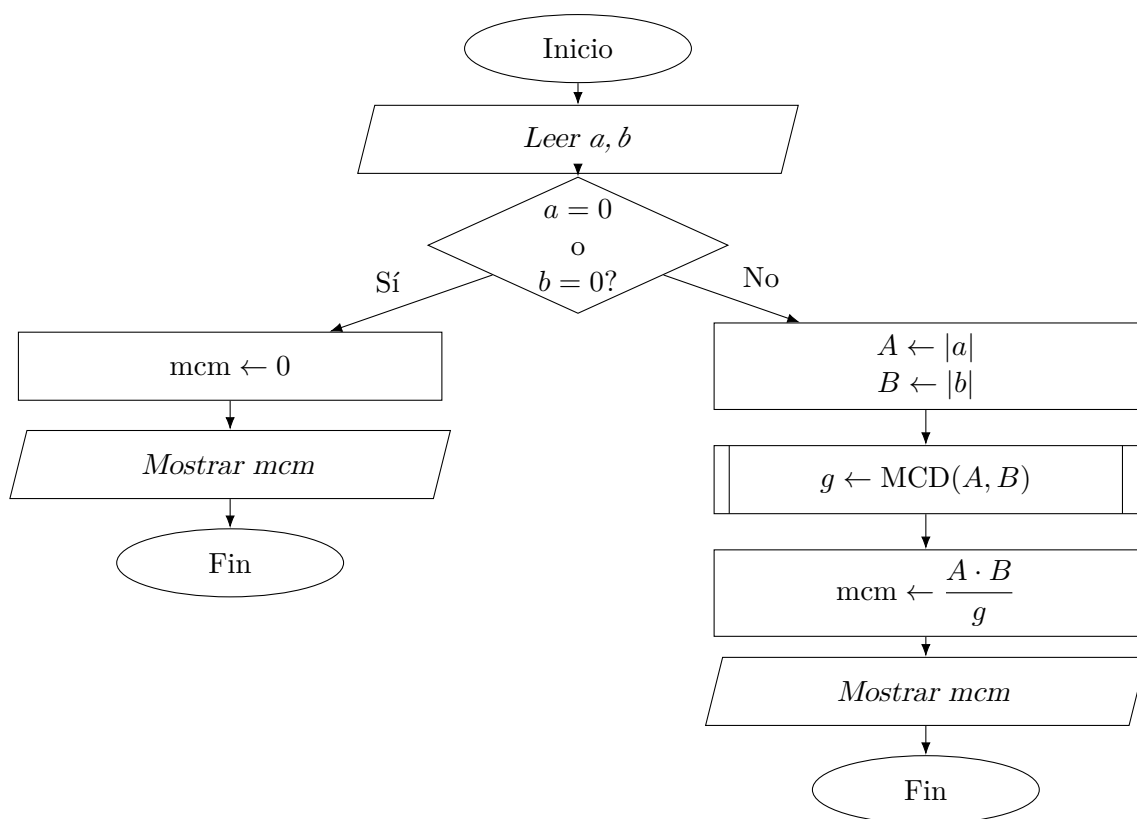 Inicio
Leer a, b
a = 0
o
b = 0?
Sí
No
mcm ← 0
Mostrar mcm
Fin
A ← |a|
B ← |b|
g ← MCD(A, B)
mcm ← A · B / g
Mostrar mcm
Fin